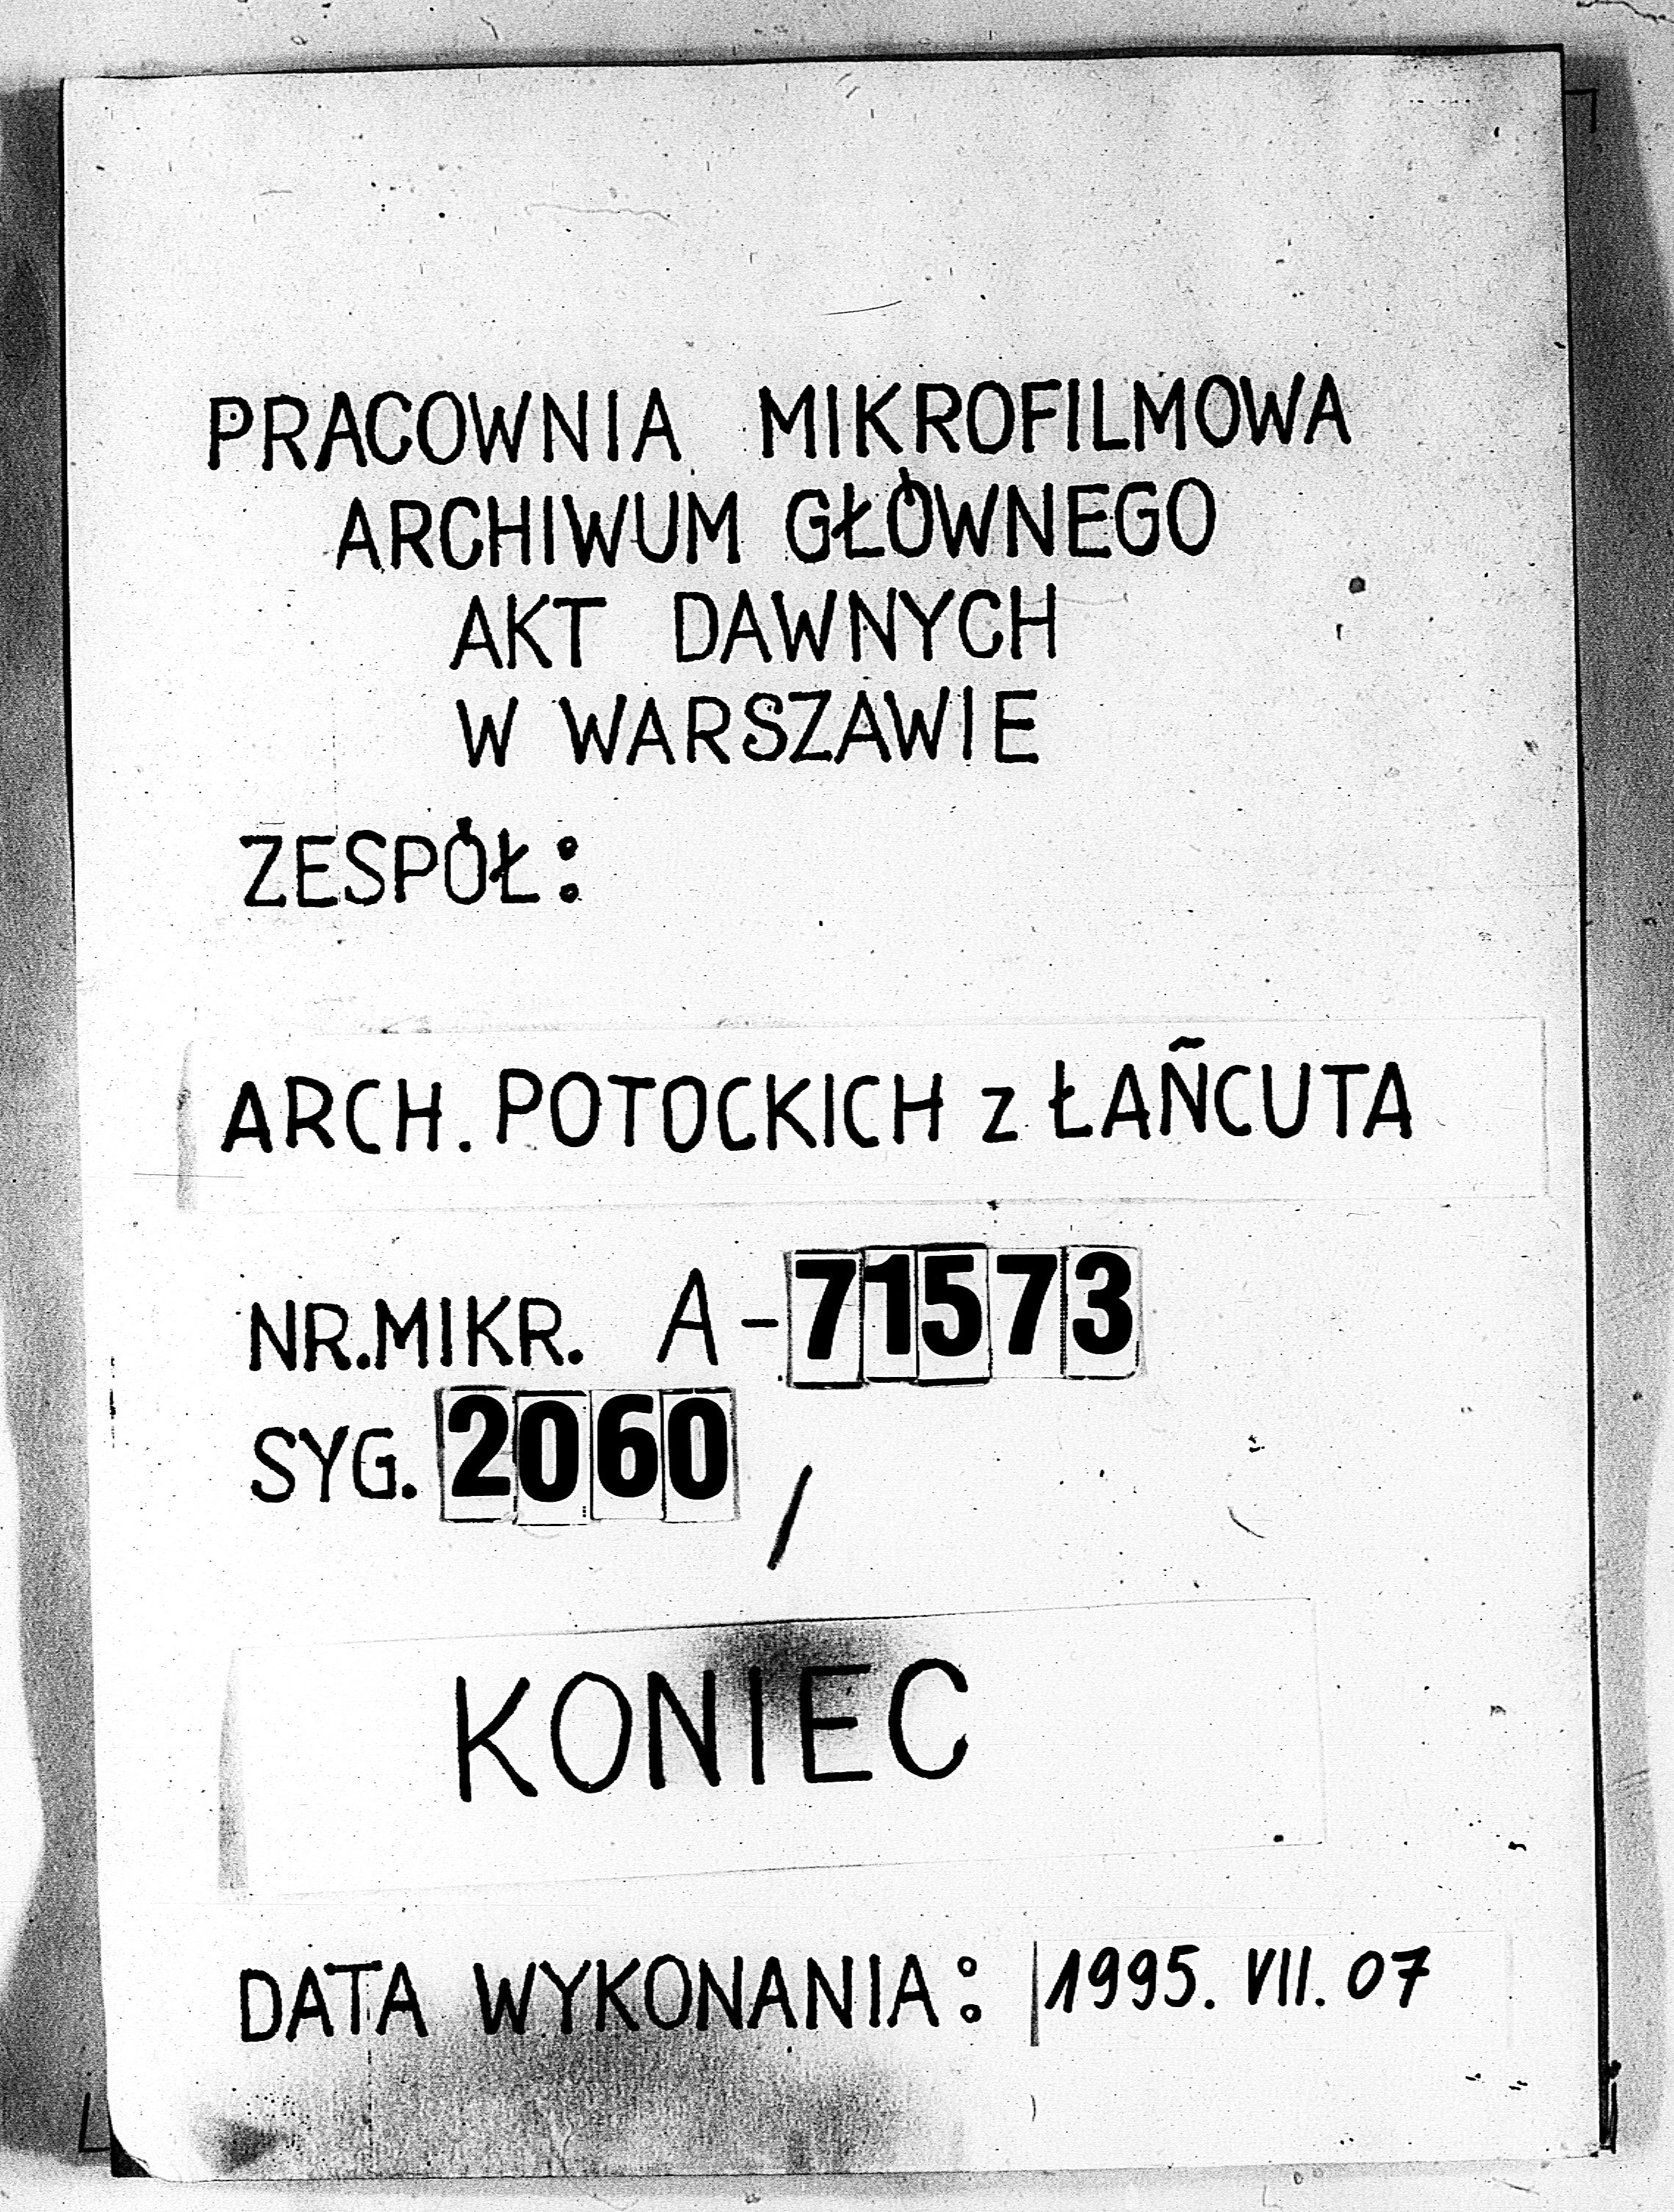 PRACOWNIA MIKROFILMOWA
ARCHIWUM GŁÓWNEGO
AKT DAWNYCH
W WARSZAWIE
ZESPÓŁ:
ARCH. POTOCKICH z ŁAŃCUTA
NR.MIKR. A-71573
SYG. 2060 /
KONIEC
DATA WYKONANIA: 1995. VII. 07